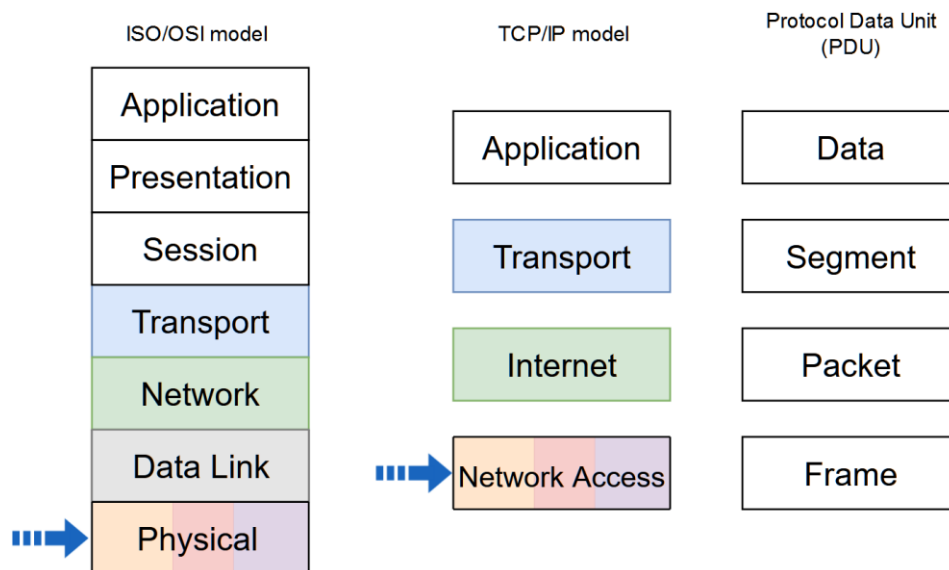 ISO/OSI model
TCP/IP model
Protocol Data Unit
(PDU)
Application
Presentation
Session
Transport
Network
Data Link
Physical
Application
Transport
Internet
Network Access
Data
Segment
Packet
Frame